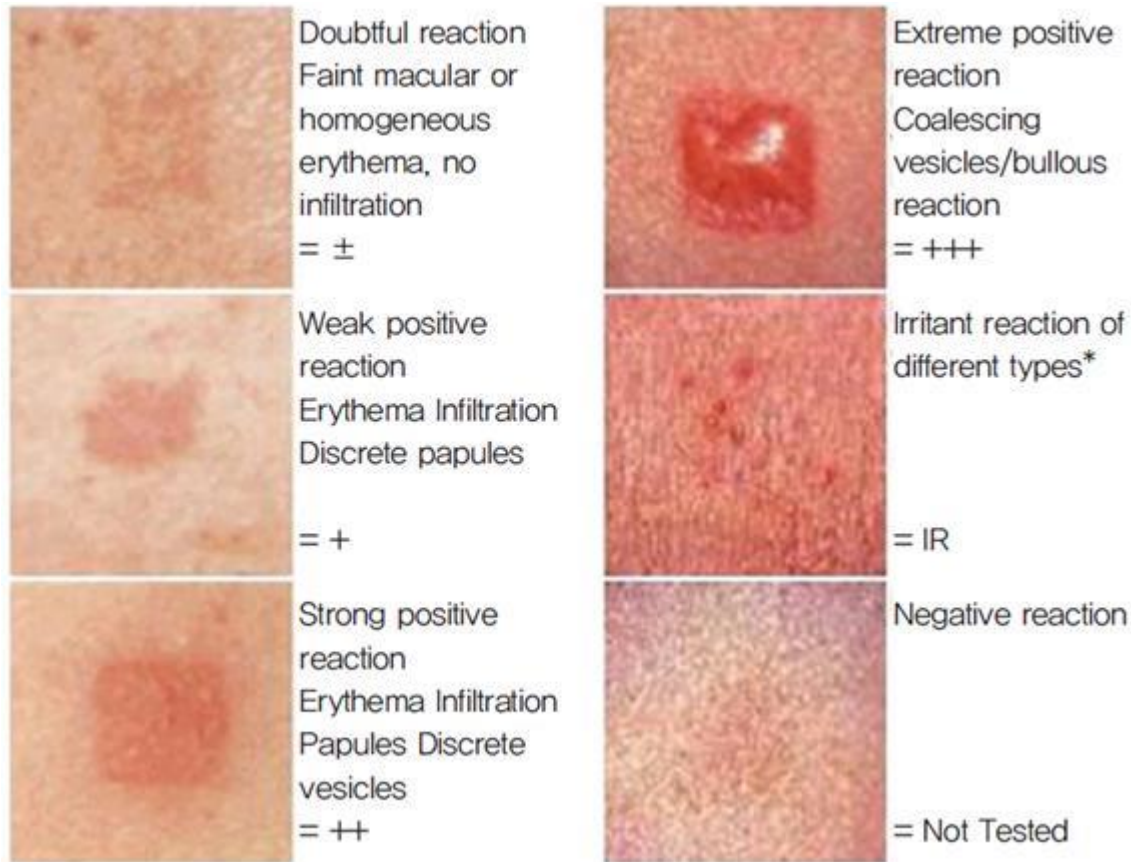 Doubtful reaction
Faint macular or
homogeneous
erythema, no
infiltration
= ±
Weak positive
reaction
Erythema Infiltration
Discrete papules
= +
Strong positive
reaction
Erythema Infiltration
Papules Discrete
vesicles
= ++
Extreme positive
reaction
Coalescing
vesicles/bullous
reaction
= +++
Irritant reaction of
different types*
= IR
Negative reaction
= Not Tested